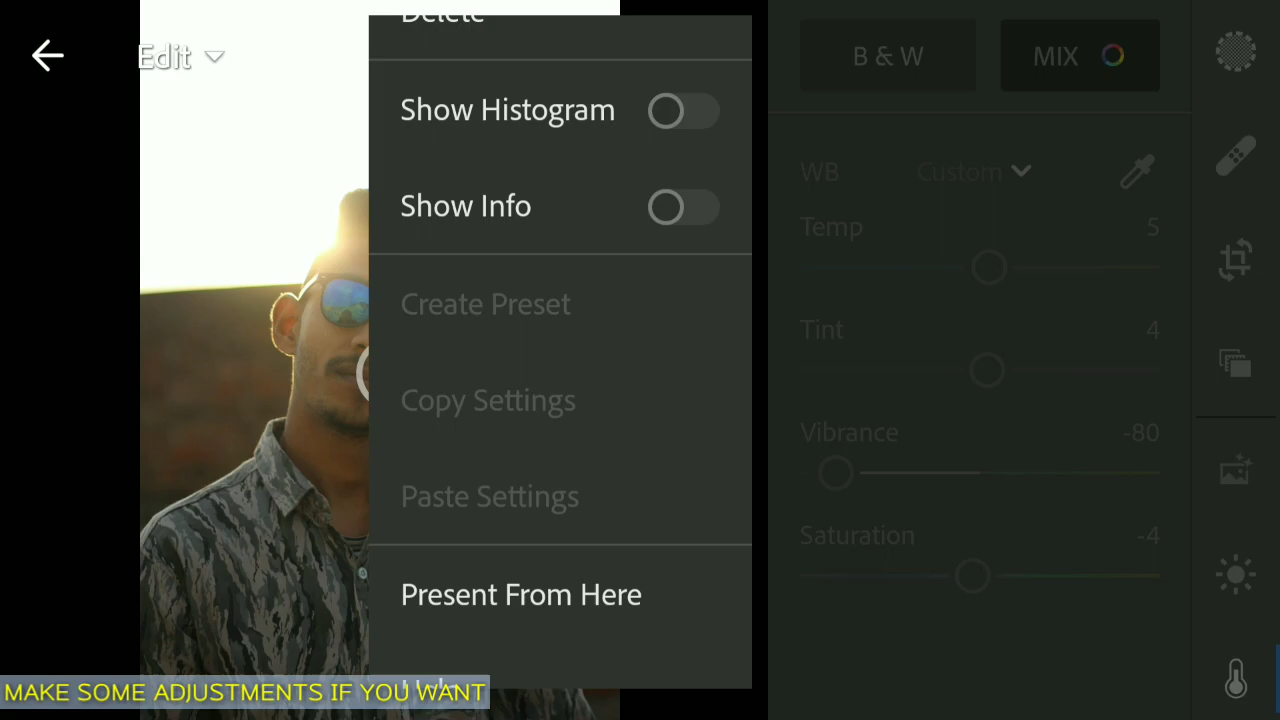 Delete
Edit
Show Histogram
Show Info
Create Preset
Copy Settings
Paste Settings
Present From Here
B & W
MIX
WB Custom
Temp 5
Tint 4
Vibrance -80
Saturation -4
MAKE SOME ADJUSTMENTS IF YOU WANT